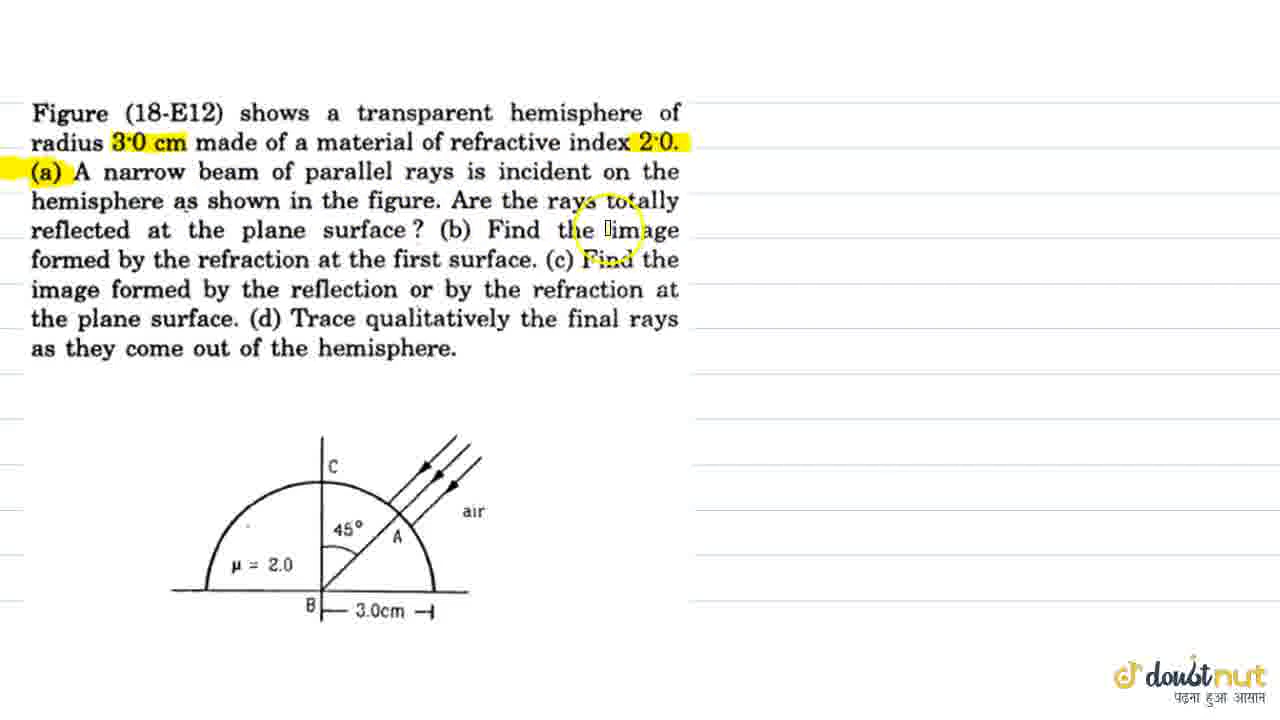 Figure (18-E12) shows a transparent hemisphere of
radius 3·0 cm made of a material of refractive index 2·0.
(a) A narrow beam of parallel rays is incident on the
hemisphere as shown in the figure. Are the rays totally
reflected at the plane surface? (b) Find the image
formed by the refraction at the first surface. (c) Find the
image formed by the reflection or by the refraction at
the plane surface. (d) Trace qualitatively the final rays
as they come out of the hemisphere.
C
air
45°
A
μ = 2.0
B
3.0cm
doubtnut
पढ़ना हुआ आसान